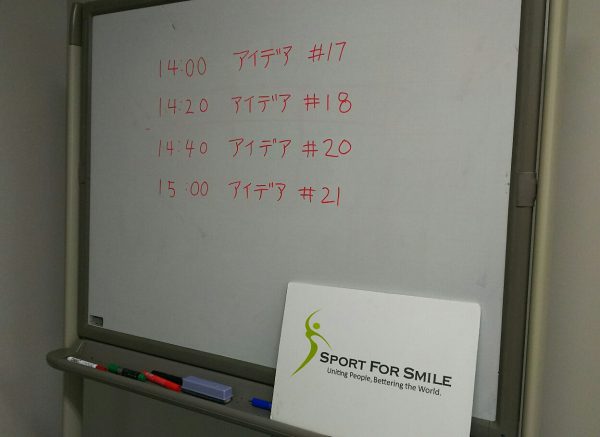 14:00 アイデア #17
14:20 アイデア #18
14:40 アイデア #20
15:00 アイデア #21
SPORT FOR SMILE
Uniting People, Bettering the World.